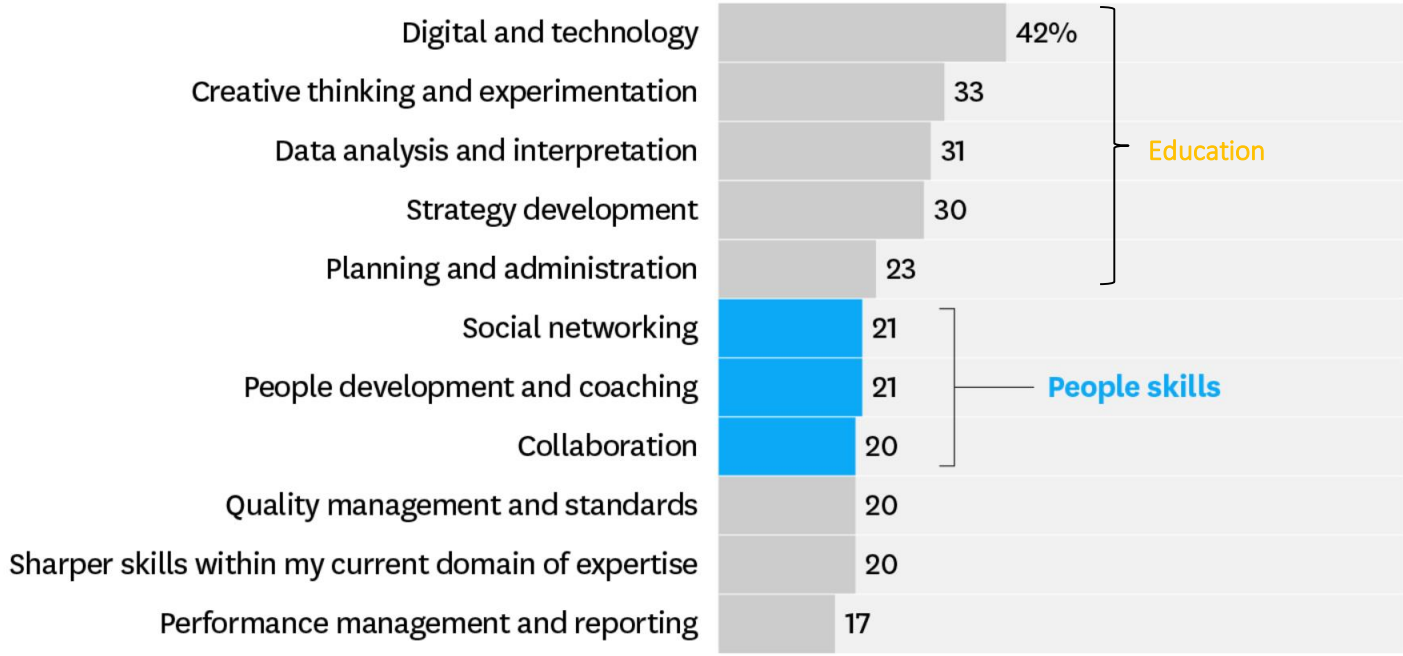 Digital and technology 42%
Creative thinking and experimentation 33
Data analysis and interpretation 31
Education
Strategy development 30
Planning and administration 23
Social networking 21
People development and coaching 21
People skills
Collaboration 20
Quality management and standards 20
Sharper skills within my current domain of expertise 20
Performance management and reporting 17